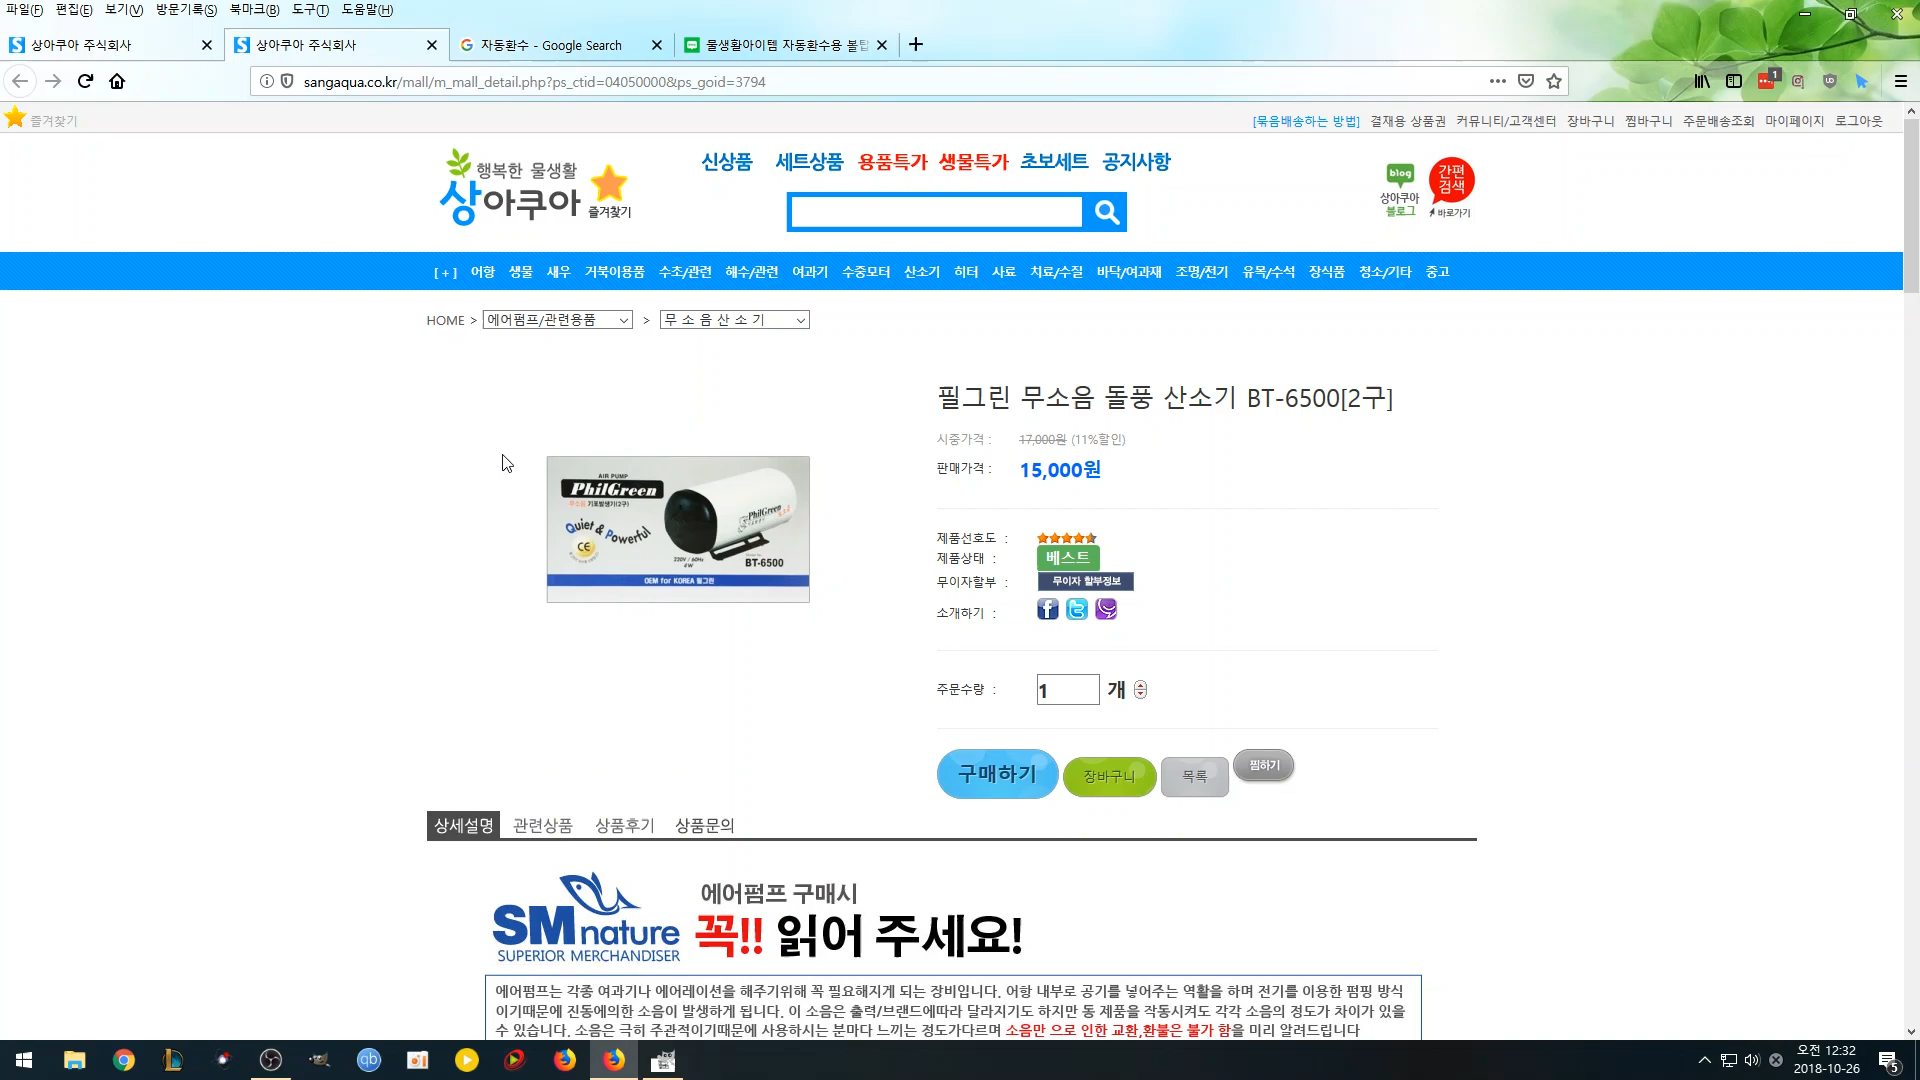 파일(F) 편집(E) 보기(V) 방문기록(S) 북마크(B) 도구(T) 도움말(H)
상아쿠아 주식회사 상아쿠아 주식회사 자동환수 - Google Search 물생활아이템 자동환수용 볼탑
sangaqua.co.kr/mall/m_mall_detail.php?ps_ctid=04050000&ps_goid=3794
1
즐겨찾기 [묶음배송하는 방법] 결재용 상품권 커뮤니티/고객센터 장바구니 찜바구니 주문배송조회 마이페이지 로그아웃
행복한 물생활
상아쿠아
즐겨찾기
신상품 세트상품 용품특가 생물특가 초보세트 공지사항
blog
상아쿠아
블로그
간편
검색
바로가기
[ + ] 어항 생물 새우 거북이용품 수초/관련 해수/관련 여과기 수중모터 산소기 히터 사료 치료/수질 바닥/여과재 조명/전기 유목/수석 장식품 청소/기타 중고
HOME > 에어펌프/관련용품 > 무 소 음 산 소 기
필그린 무소음 돌풍 산소기 BT-6500[2구]
시중가격 : 17,000원 (11%할인)
판매가격 : 15,000원
AIR PUMP
PhilGreen
무소음 기포발생기(2구)
Quiet & Powerful
CE
PhilGreen
220V / 60Hz
4W
BT-6500
OEM for KOREA 필그린
제품선호도 :
제품상태 : 베스트
무이자할부 : 무이자 할부정보
소개하기 :
주문수량 : 1 개
구매하기 장바구니 목록 찜하기
상세설명 관련상품 상품후기 상품문의
SM nature
SUPERIOR MERCHANDISER
에어펌프 구매시
꼭!! 읽어 주세요!
에어펌프는 각종 여과기나 에어레이션을 해주기위해 꼭 필요해지게 되는 장비입니다. 어항 내부로 공기를 넣어주는 역활을 하며 전기를 이용한 펌핑 방식
이기때문에 진동에의한 소음이 발생하게 됩니다. 이 소음은 출력/브랜드에따라 달라지기도 하지만 동 제품을 작동시켜도 각각 소음의 정도가 차이가 있을
수 있습니다. 소음은 극히 주관적이기때문에 사용하시는 분마다 느끼는 정도가다르며 소음만 으로 인한 교환,환불은 불가 함을 미리 알려드립니다
오전 12:32
2018-10-26
5